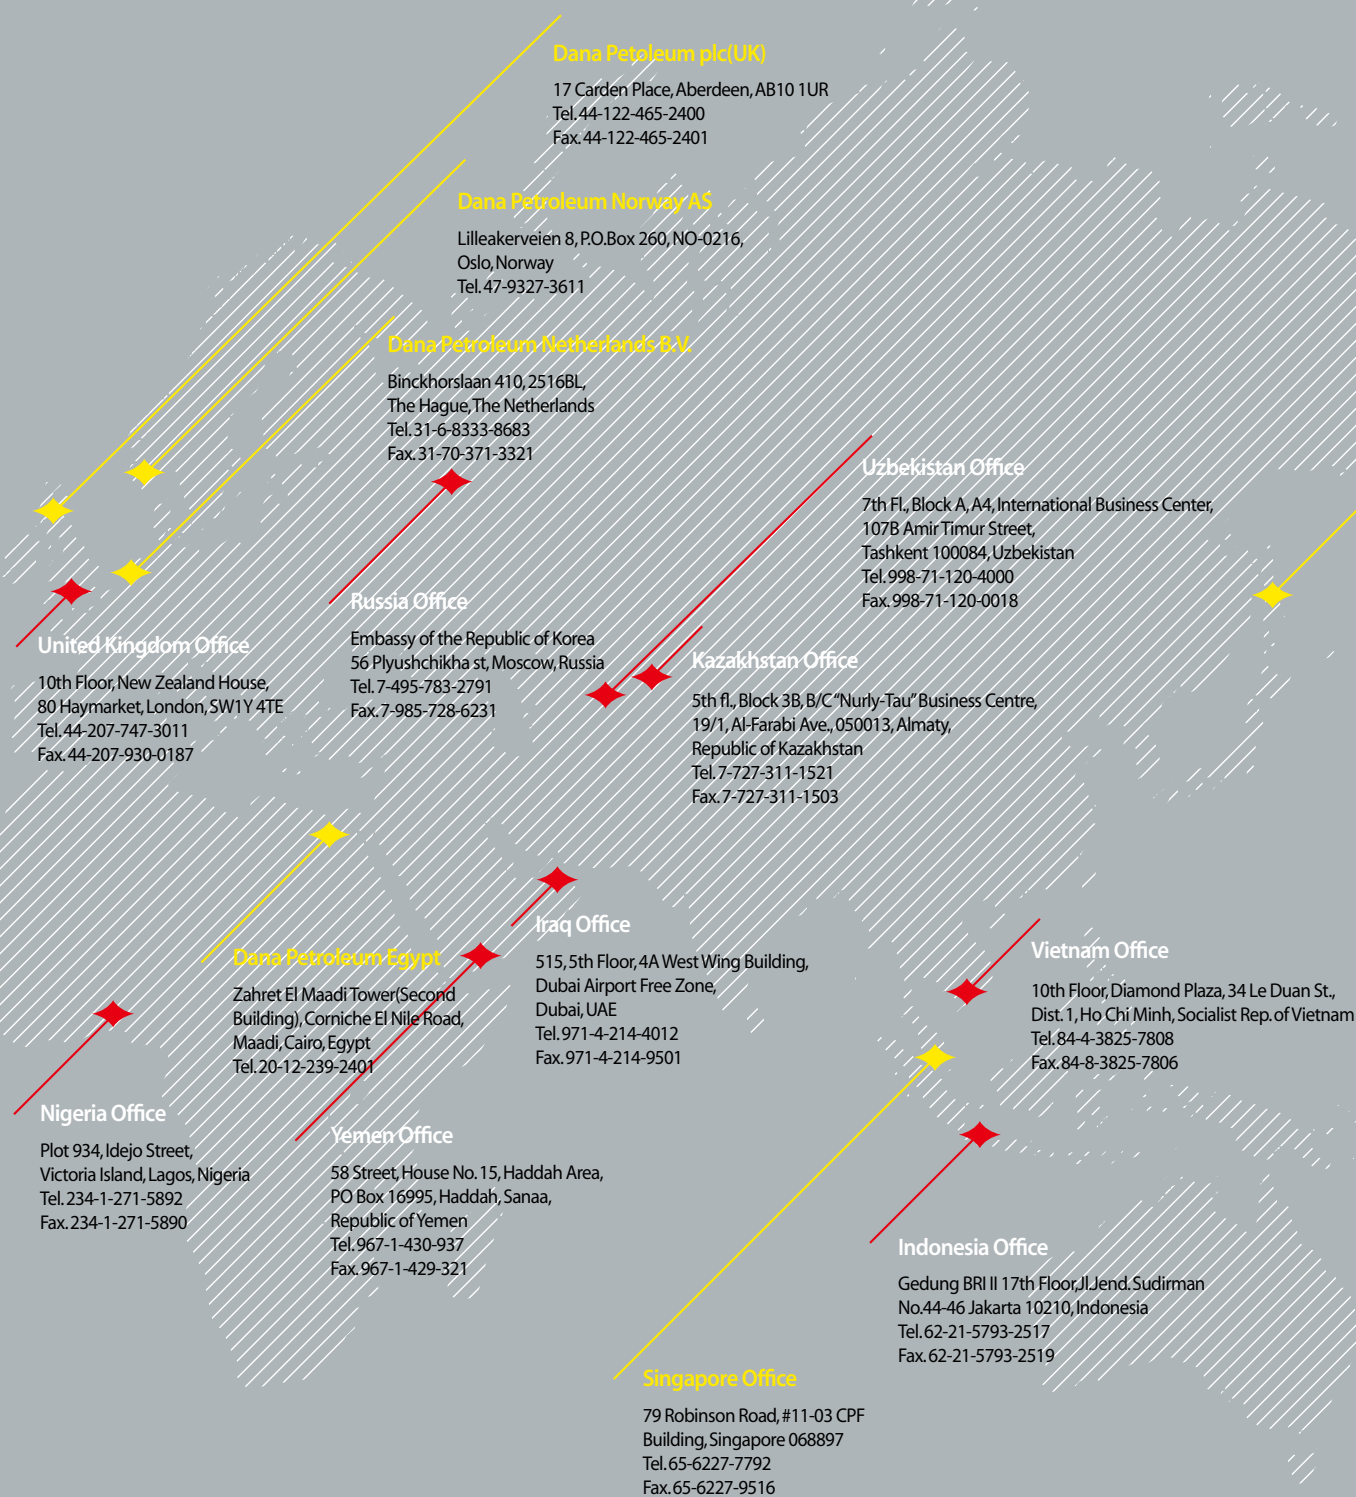 Dana Petoleum plc(UK)
17 Carden Place, Aberdeen, AB10 1UR
Tel. 44-122-465-2400
Fax. 44-122-465-2401
Dana Petroleum Norway AS
Lilleakerveien 8, P.O.Box 260, NO-0216,
Oslo, Norway
Tel. 47-9327-3611
Dana Petroleum Netherlands B.V.
Binckhorslaan 410, 2516BL,
The Hague, The Netherlands
Tel. 31-6-8333-8683
Fax. 31-70-371-3321
Uzbekistan Office
7th Fl., Block A, A4, International Business Center,
107B Amir Timur Street,
Tashkent 100084, Uzbekistan
Tel. 998-71-120-4000
Fax. 998-71-120-0018
Russia Office
Embassy of the Republic of Korea
56 Plyushchikha st, Moscow, Russia
Tel. 7-495-783-2791
Fax. 7-985-728-6231
United Kingdom Office
10th Floor, New Zealand House,
80 Haymarket, London, SW1Y 4TE
Tel. 44-207-747-3011
Fax. 44-207-930-0187
Kazakhstan Office
5th fl., Block 3B, B/C "Nurly-Tau" Business Centre,
19/1, Al-Farabi Ave., 050013, Almaty,
Republic of Kazakhstan
Tel. 7-727-311-1521
Fax. 7-727-311-1503
Iraq Office
515, 5th Floor, 4A West Wing Building,
Dubai Airport Free Zone,
Dubai, UAE
Tel. 971-4-214-4012
Fax. 971-4-214-9501
Vietnam Office
10th Floor, Diamond Plaza, 34 Le Duan St.,
Dist. 1, Ho Chi Minh, Socialist Rep. of Vietnam
Tel. 84-4-3825-7808
Fax. 84-8-3825-7806
Dana Petroleum Egypt
Zahret El Maadi Tower(Second
Building), Corniche El Nile Road,
Maadi, Cairo, Egypt
Tel. 20-12-239-2401
Nigeria Office
Plot 934, Idejo Street,
Victoria Island, Lagos, Nigeria
Tel. 234-1-271-5892
Fax. 234-1-271-5890
Yemen Office
58 Street, House No. 15, Haddah Area,
PO Box 16995, Haddah, Sanaa,
Republic of Yemen
Tel. 967-1-430-937
Fax. 967-1-429-321
Indonesia Office
Gedung BRI II 17th Floor, Jl.Jend. Sudirman
No.44-46 Jakarta 10210, Indonesia
Tel. 62-21-5793-2517
Fax. 62-21-5793-2519
Singapore Office
79 Robinson Road, #11-03 CPF
Building, Singapore 068897
Tel. 65-6227-7792
Fax. 65-6227-9516